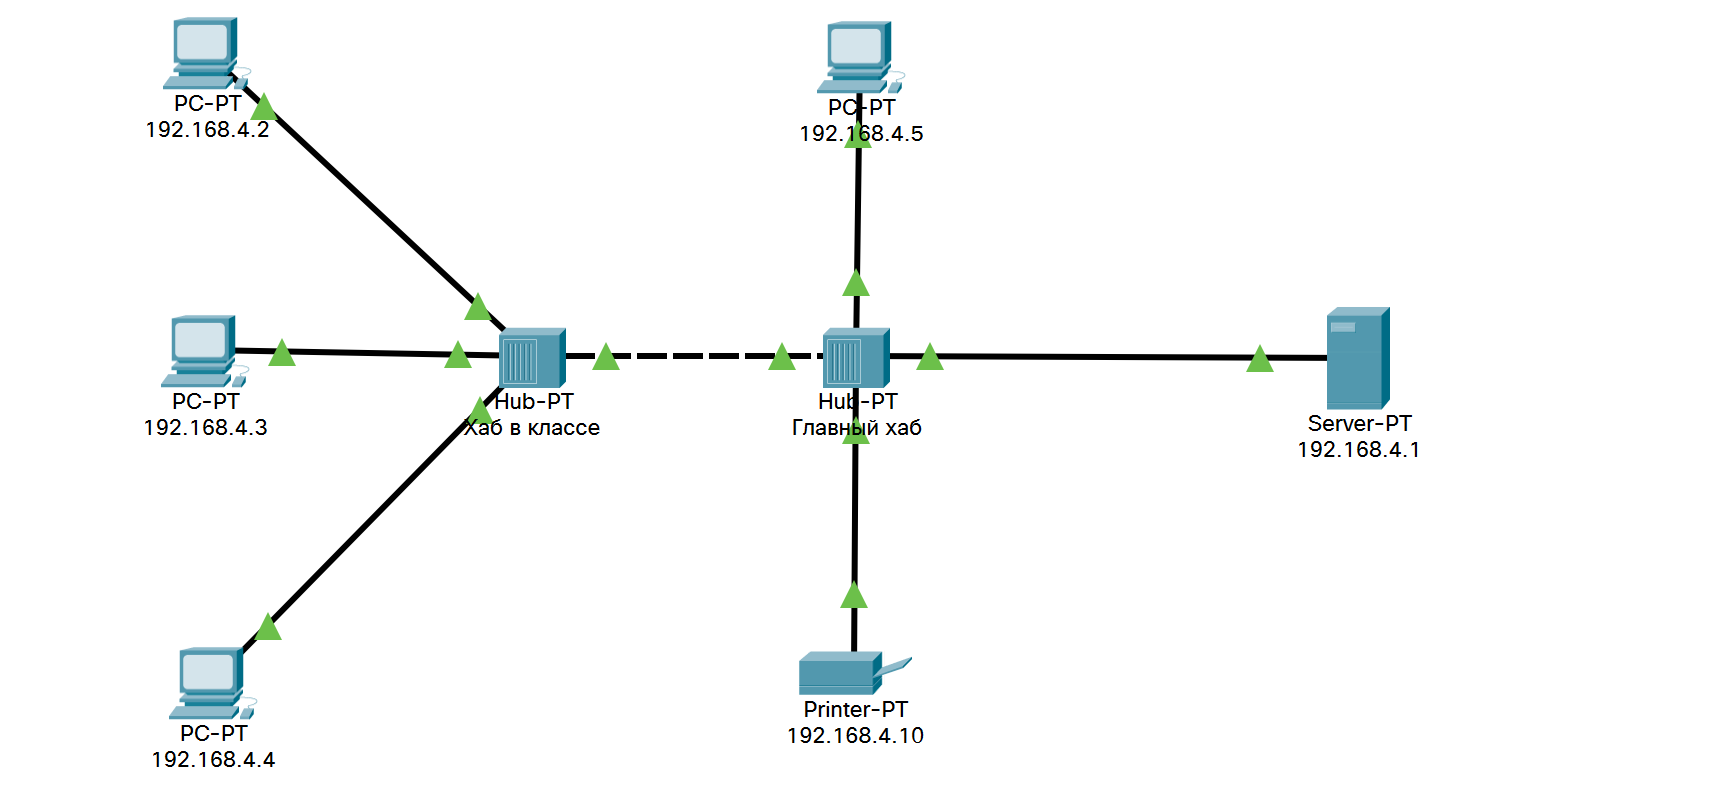 PC-PT
192.168.4.2
PC-PT
192.168.4.5
PC-PT
192.168.4.3
Hub-PT
Хаб в классе
Hub-PT
Главный хаб
Server-PT
192.168.4.1
PC-PT
192.168.4.4
Printer-PT
192.168.4.10